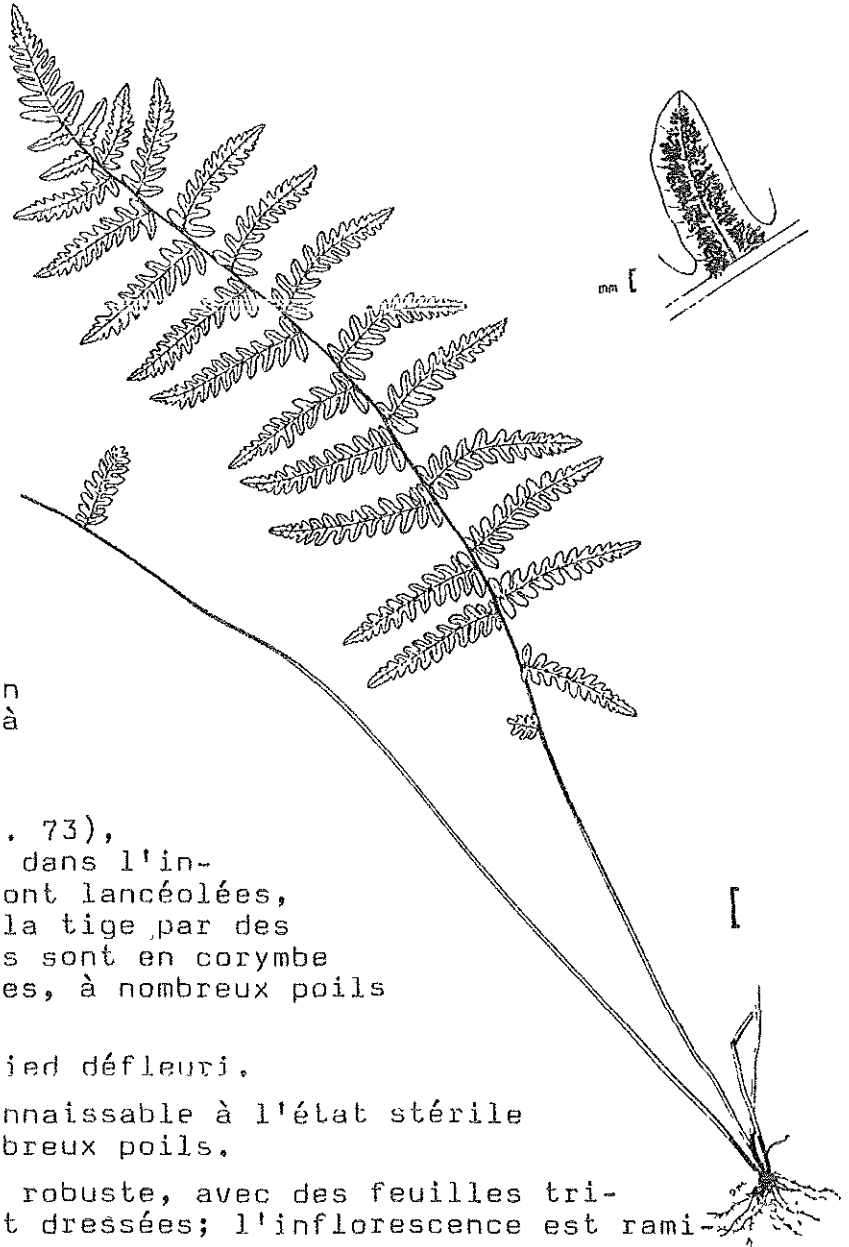 mm
n
à
. 73),
dans l'in-
ont lancéolées,
la tige par des
s sont en corymbe
es, à nombreux poils
ied défleuri.
nnaissable à l'état stérile
breux poils.
robuste, avec des feuilles tri-
t dressées; l'inflorescence est rami-